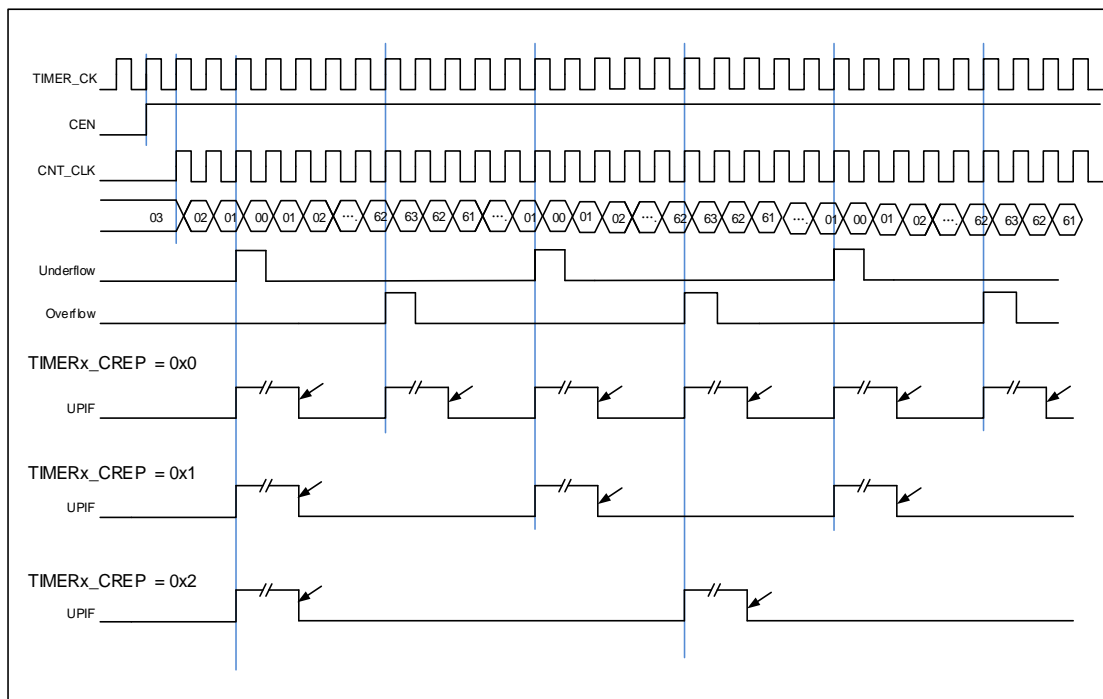 TIMER_CK
CEN
CNT_CLK
03 02 01 00 01 02 .... 62 63 62 61 .... 01 00 01 02 .... 62 63 62 61 .... 01 00 01 02 .... 62 63 62 61
Underflow
Overflow
TIMERx_CREP = 0x0
UPIF
TIMERx_CREP = 0x1
UPIF
TIMERx_CREP = 0x2
UPIF